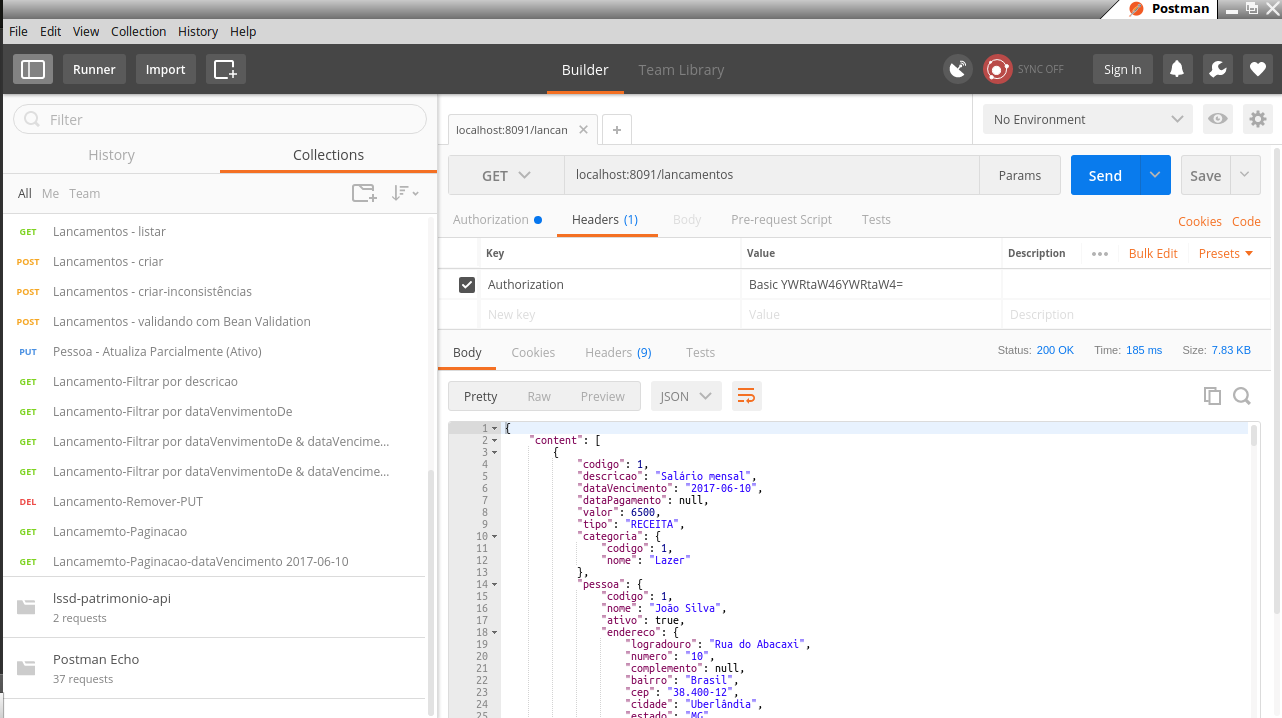 Postman
File Edit View Collection History Help
Runner Import Builder Team Library SYNC OFF Sign In
Filter
History Collections
All Me Team
GET Lancamentos - listar
POST Lancamentos - criar
POST Lancamentos - criar-inconsistências
POST Lancamentos - validando com Bean Validation
PUT Pessoa - Atualiza Parcialmente (Ativo)
GET Lancamento-Filtrar por descricao
GET Lancamento-Filtrar por dataVenvimentoDe
GET Lancamento-Filtrar por dataVenvimentoDe & dataVencime...
GET Lancamento-Filtrar por dataVenvimentoDe & dataVencime...
DEL Lancamento-Remover-PUT
GET Lancamemto-Paginacao
GET Lancamemto-Paginacao-dataVencimento 2017-06-10
lssd-patrimonio-api
2 requests
Postman Echo
37 requests
localhost:8091/lancan × +
No Environment
GET localhost:8091/lancamentos Params Send Save
Authorization Headers (1) Body Pre-request Script Tests Cookies Code
Key Value Description ••• Bulk Edit Presets
Authorization Basic YWRtaW46YWRtaW4=
New key Value Description
Body Cookies Headers (9) Tests Status: 200 OK Time: 185 ms Size: 7.83 KB
Pretty Raw Preview JSON
1 {
2 "content": [
3 {
4 "codigo": 1,
5 "descricao": "Salário mensal",
6 "dataVencimento": "2017-06-10",
7 "dataPagamento": null,
8 "valor": 6500,
9 "tipo": "RECEITA",
10 "categoria": {
11 "codigo": 1,
12 "nome": "Lazer"
13 },
14 "pessoa": {
15 "codigo": 1,
16 "nome": "João Silva",
17 "ativo": true,
18 "endereco": {
19 "logradouro": "Rua do Abacaxi",
20 "numero": "10",
21 "complemento": null,
22 "bairro": "Brasil",
23 "cep": "38.400-12",
24 "cidade": "Uberlândia",
25 "estado": "MG"